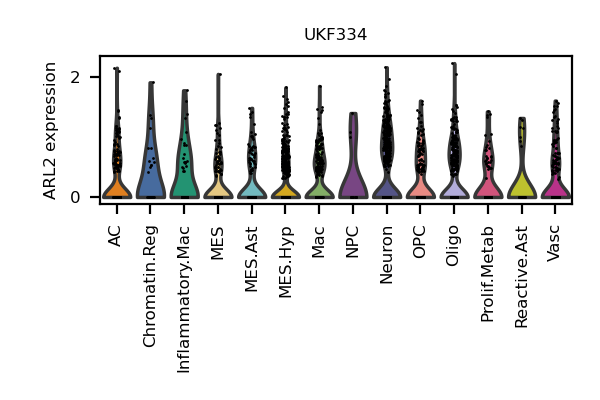 UKF334
ARL2 expression
2
0
AC
Chromatin.Reg
Inflammatory.Mac
MES
MES.Ast
MES.Hyp
Mac
NPC
Neuron
OPC
Oligo
Prolif.Metab
Reactive.Ast
Vasc